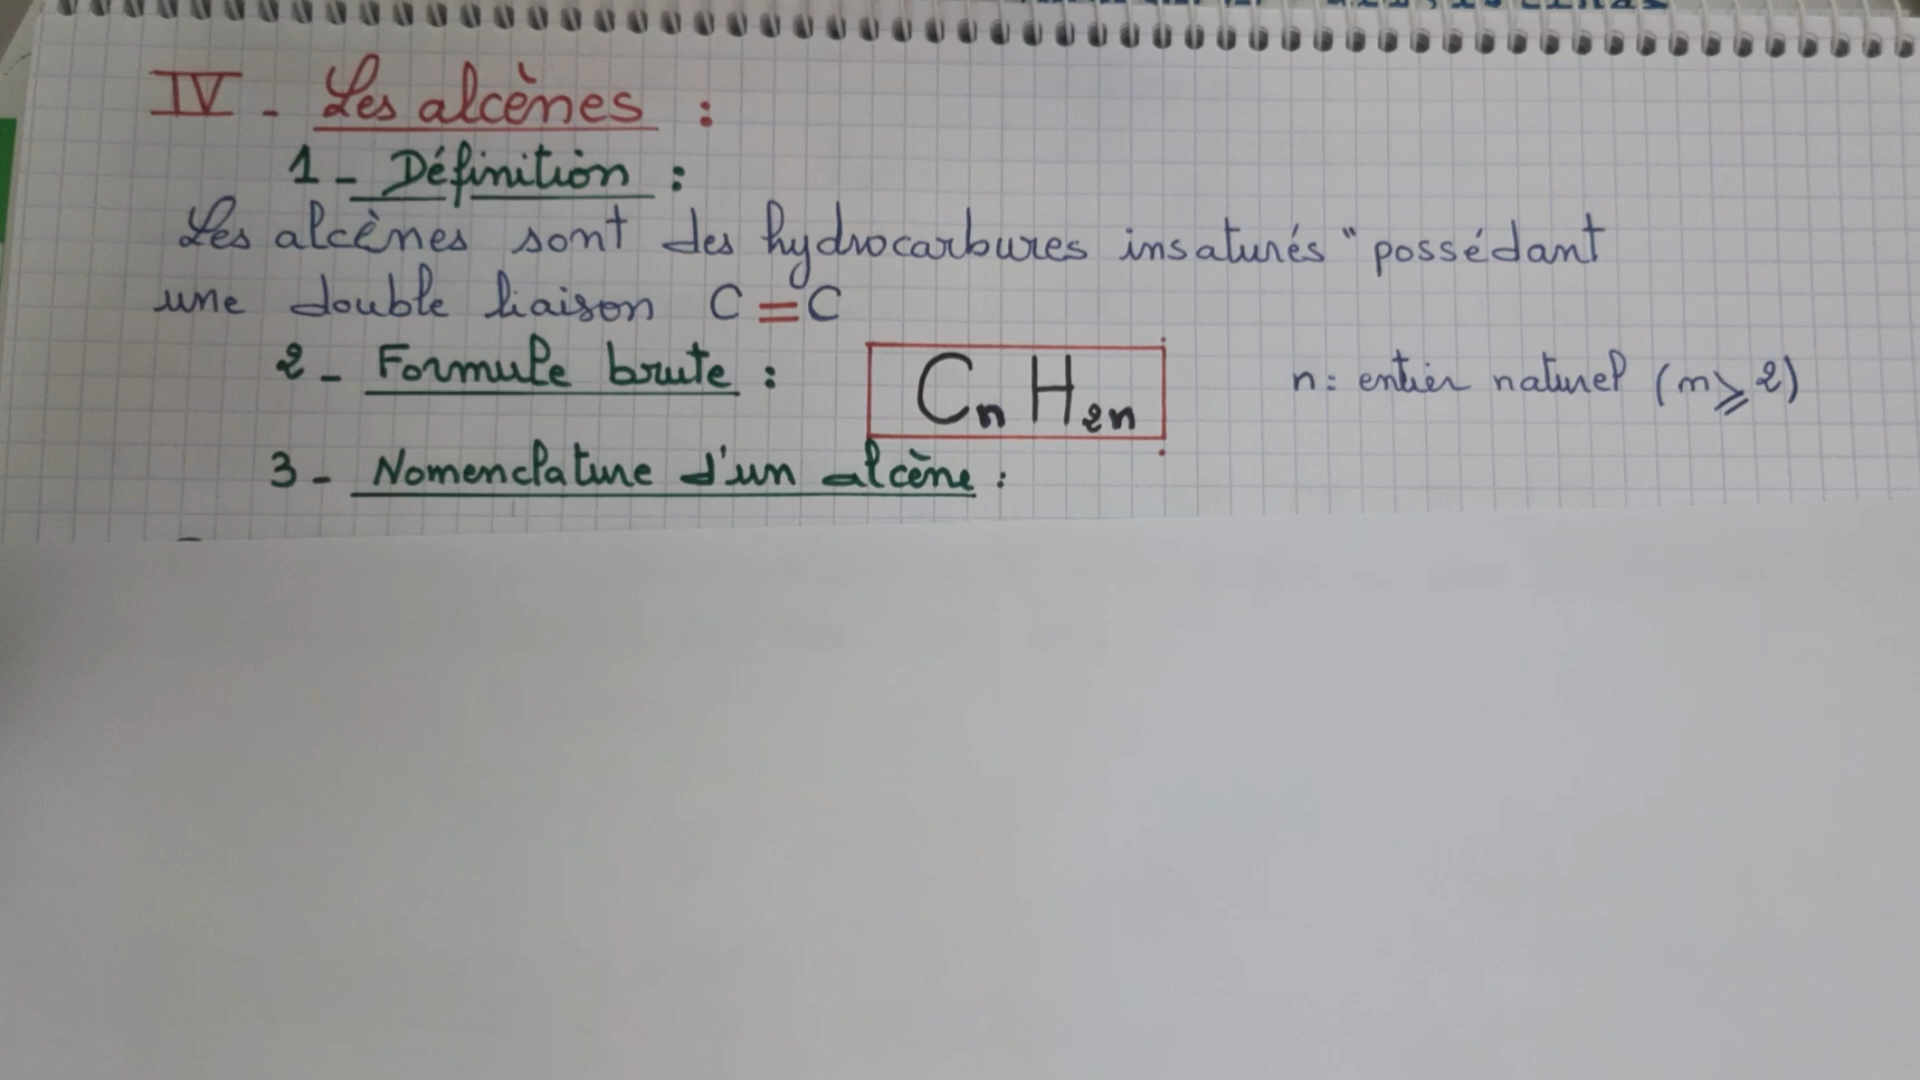 IV - Les alcènes :
1 - Définition :
Les alcènes sont des hydrocarbures insaturés " possédant
une double liaison C = C
2 - Formule brute : CnH2n n : entier naturel (n ⩾ 2)
3 - Nomenclature d'un alcène :